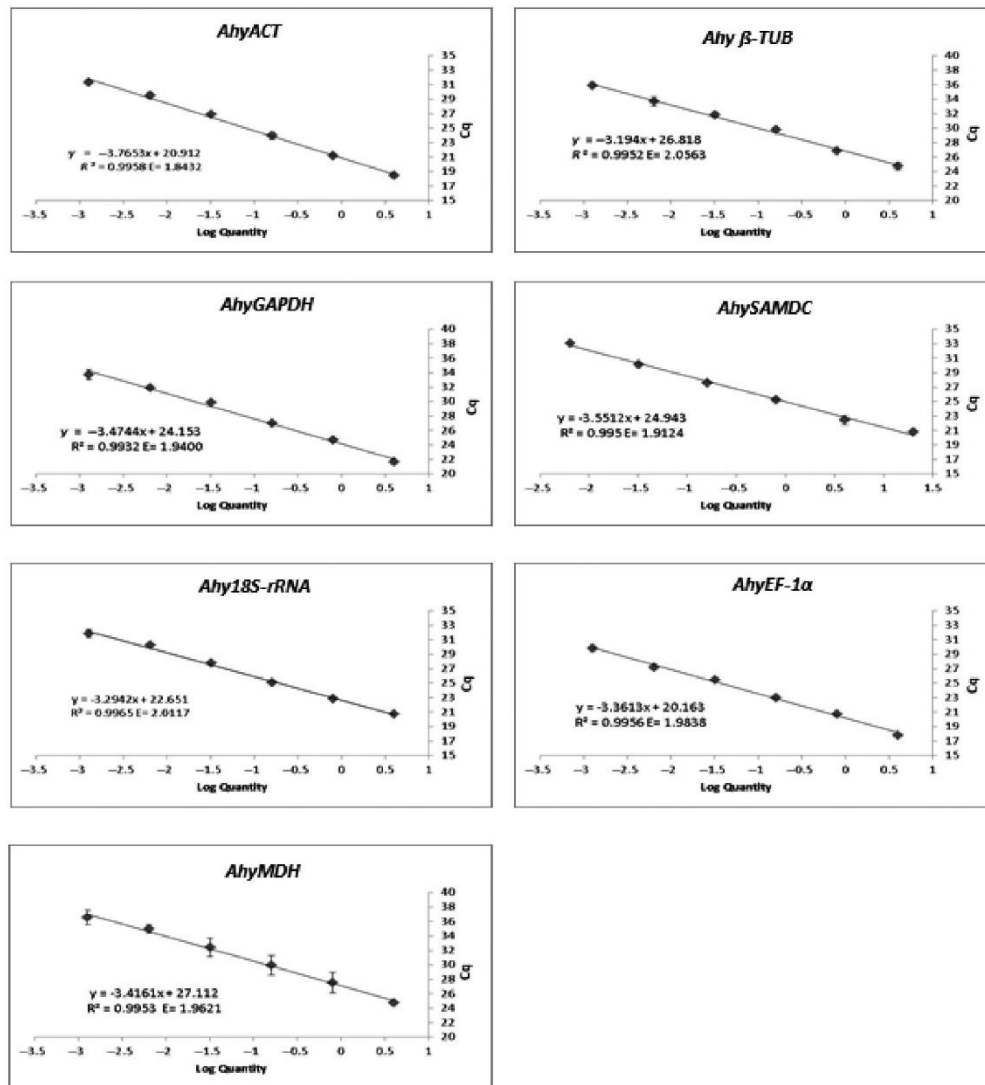 AhyACT
35
33
31
29
27
25
23
21
19
17
15
Cq
y = −3.7653x + 20.912
R² = 0.9958 E= 1.8432
−3.5 −3 −2.5 −2 −1.5 −1 −0.5 0 0.5 1
Log Quantity
Ahy β-TUB
40
38
36
34
32
30
28
26
24
22
20
Cq
y = −3.194x + 26.818
R² = 0.9952 E= 2.0563
−3.5 −3 −2.5 −2 −1.5 −1 −0.5 0 0.5 1
Log Quantity
AhyGAPDH
40
38
36
34
32
30
28
26
24
22
20
Cq
y = −3.4744x + 24.153
R² = 0.9932 E= 1.9400
−3.5 −3 −2.5 −2 −1.5 −1 −0.5 0 0.5 1
Log Quantity
AhySAMDC
35
33
31
29
27
25
23
21
19
17
15
Cq
y = -3.5512x + 24.943
R² = 0.995 E= 1.9124
−2.5 −2 −1.5 −1 −0.5 0 0.5 1 1.5
Log Quantity
Ahy18S-rRNA
35
33
31
29
27
25
23
21
19
17
15
Cq
y = -3.2942x + 22.651
R² = 0.9965 E= 2.0117
−3.5 −3 −2.5 −2 −1.5 −1 −0.5 0 0.5 1
Log Quantity
AhyEF-1α
35
33
31
29
27
25
23
21
19
17
15
Cq
y = -3.3613x + 20.163
R² = 0.9956 E= 1.9838
−3.5 −3 −2.5 −2 −1.5 −1 −0.5 0 0.5 1
Log Quantity
AhyMDH
40
38
36
34
32
30
28
26
24
22
20
Cq
y = -3.4161x + 27.112
R² = 0.9953 E= 1.9621
−3.5 −3 −2.5 −2 −1.5 −1 −0.5 0 0.5 1
Log Quantity